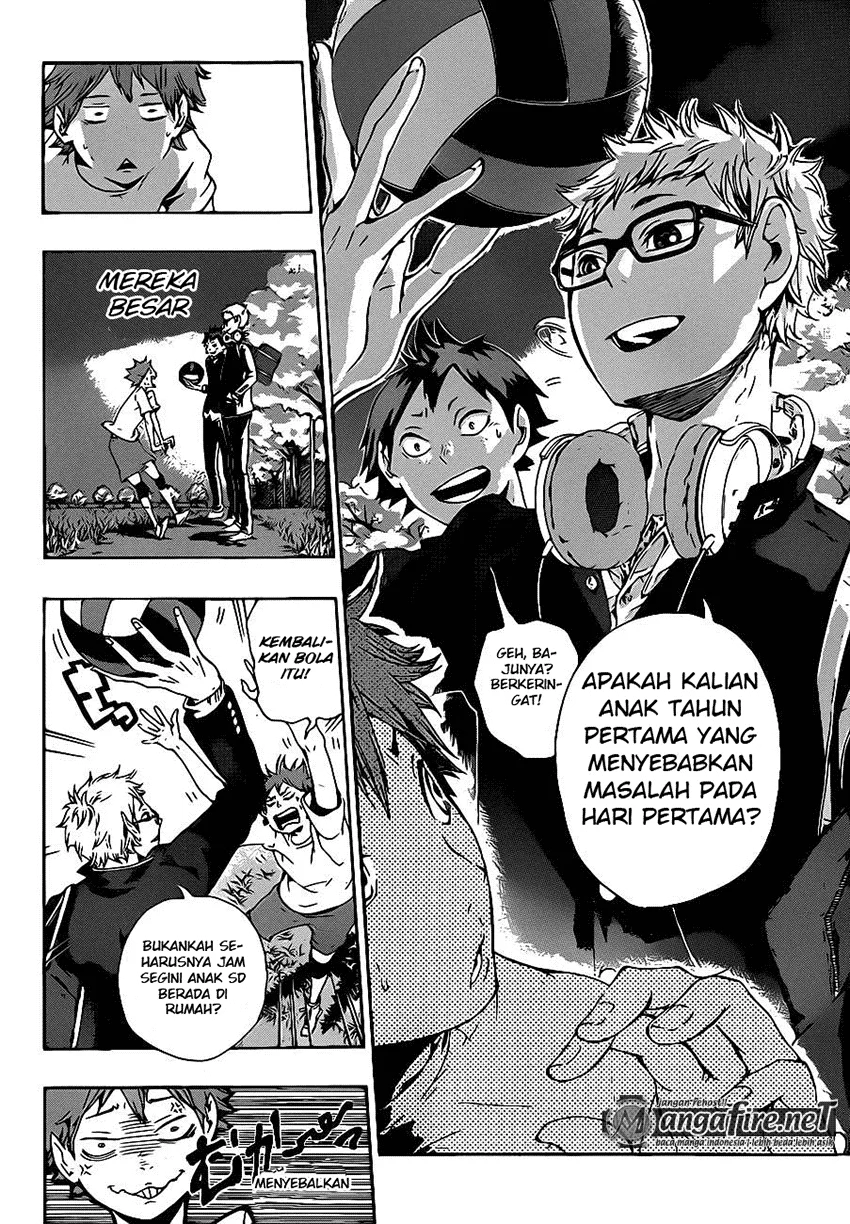 APAKAH KALIAN
ANAK TAHUN
PERTAMA YANG
MENYEBABKAN
MASALAH PADA
HARI PERTAMA?
GEH, BA-
JUNYA?
BERKERIN-
GAT!
MEREKA
BESAR
KEMBALI-
KAN BOLA
ITU!
BUKANKAH SE-
HARUSNYA JAM
SEGINI ANAK SD
BERADA DI
RUMAH?
MENYEBALKAN
jangan rehost!!
Mangafire.net
baca manga indonesia | lebih beda lebih asik